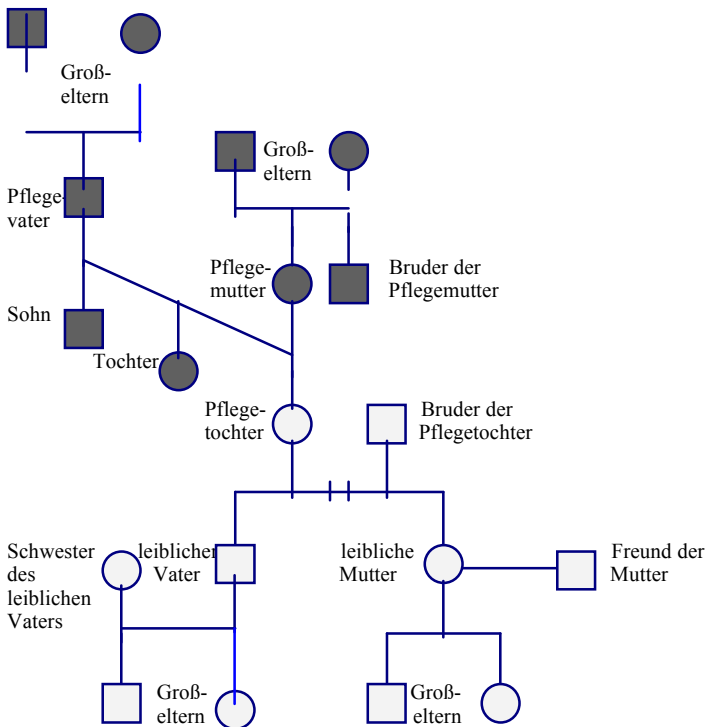 Groß-
eltern
Groß-
eltern
Pflege-
vater
Pflege-
mutter
Bruder der
Pflegemutter
Sohn
Tochter
Pflege-
tochter
Bruder der
Pflegetochter
Schwester
des
leiblichen
Vaters
leiblicher
Vater
leibliche
Mutter
Freund der
Mutter
Groß-
eltern
Groß-
eltern